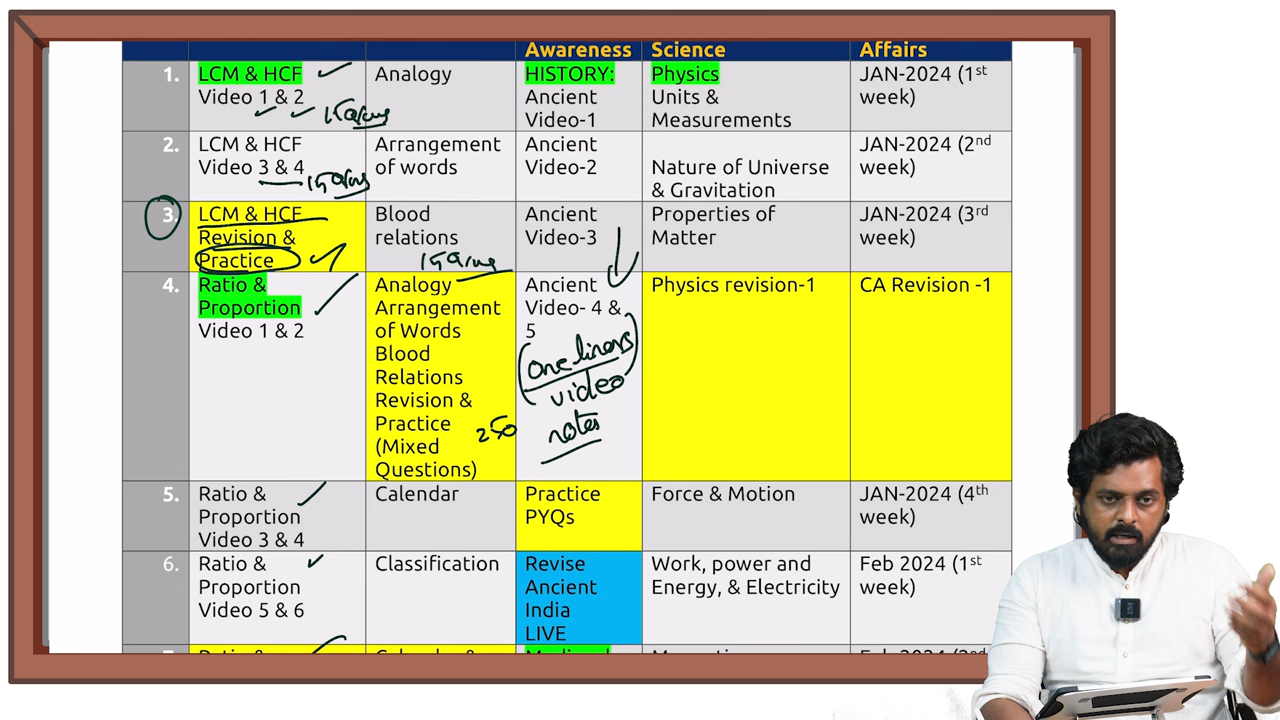 Awareness Science Affairs
1. LCM & HCF Analogy HISTORY: Physics JAN-2024 (1st
Video 1 & 2 Ancient Units & week)
Video-1 Measurements
2. LCM & HCF Arrangement Ancient JAN-2024 (2nd
Video 3 & 4 of words Video-2 Nature of Universe week)
& Gravitation
3. LCM & HCF Blood Ancient Properties of JAN-2024 (3rd
Revision & relations Video-3 Matter week)
Practice
4. Ratio & Analogy Ancient Physics revision-1 CA Revision -1
Proportion Arrangement Video- 4 &
Video 1 & 2 of Words 5
Blood one liners
Relations video
Revision &
Practice notes
(Mixed 250
Questions)
5. Ratio & Calendar Practice Force & Motion JAN-2024 (4th
Proportion PYQs week)
Video 3 & 4
6. Ratio & Classification Revise Work, power and Feb 2024 (1st
Proportion Ancient Energy, & Electricity week)
Video 5 & 6 India
LIVE